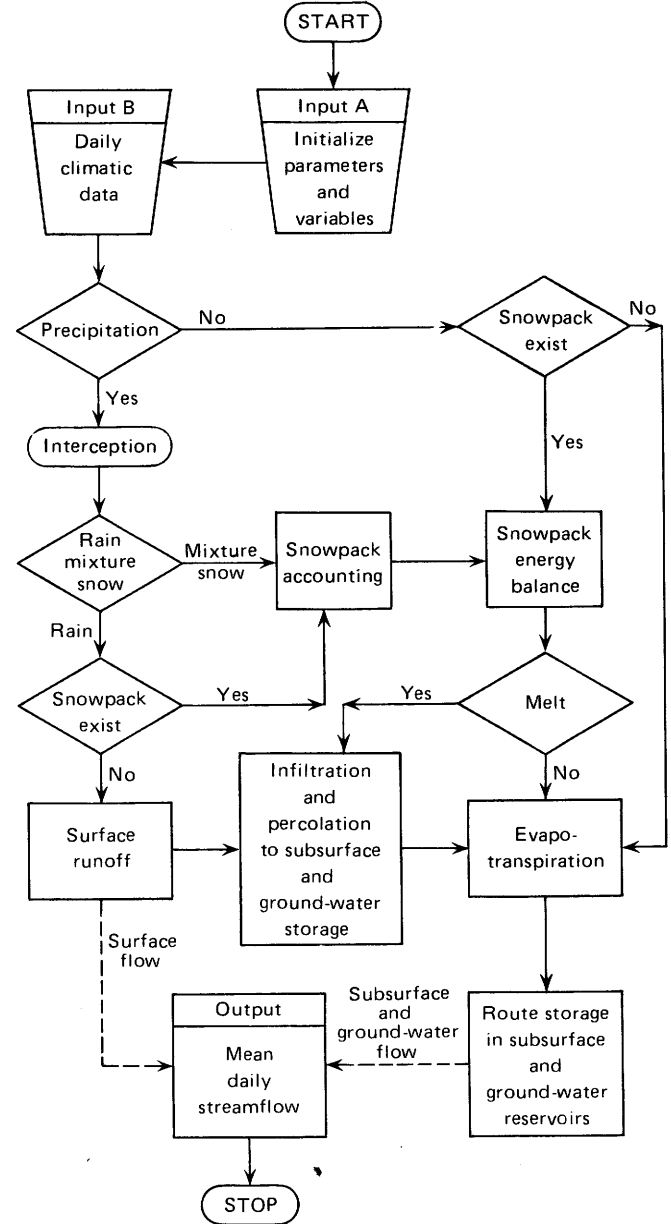 START
Input B
Daily
climatic
data
Input A
Initialize
parameters
and
variables
Precipitation
No
Snowpack
exist
No
Yes
Interception
Yes
Rain
mixture
snow
Mixture
snow
Snowpack
accounting
Snowpack
energy
balance
Rain
Snowpack
exist
Yes
Yes
Melt
No
No
Surface
runoff
Infiltration
and
percolation
to subsurface
and
ground-water
storage
Evapo-
transpiration
Surface
flow
Output
Mean
daily
streamflow
Subsurface
and
ground-water
flow
Route storage
in subsurface
and
ground-water
reservoirs
STOP